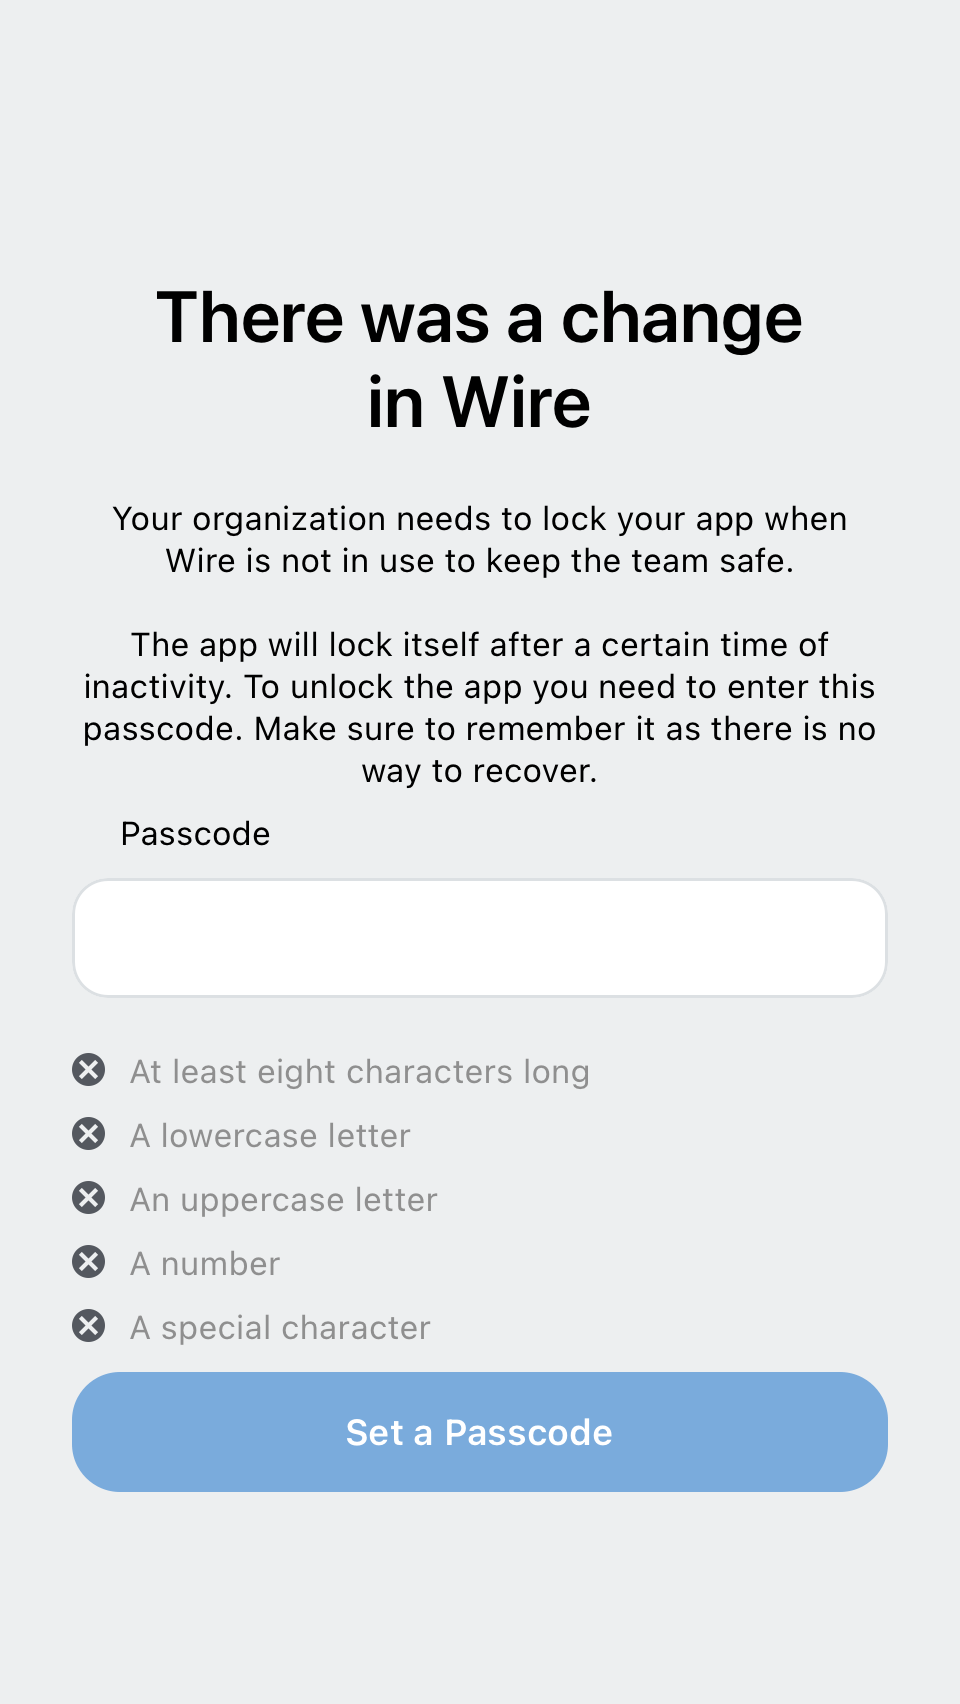 There was a change
in Wire
Your organization needs to lock your app when
Wire is not in use to keep the team safe.
The app will lock itself after a certain time of
inactivity. To unlock the app you need to enter this
passcode. Make sure to remember it as there is no
way to recover.
Passcode
At least eight characters long
A lowercase letter
An uppercase letter
A number
A special character
Set a Passcode